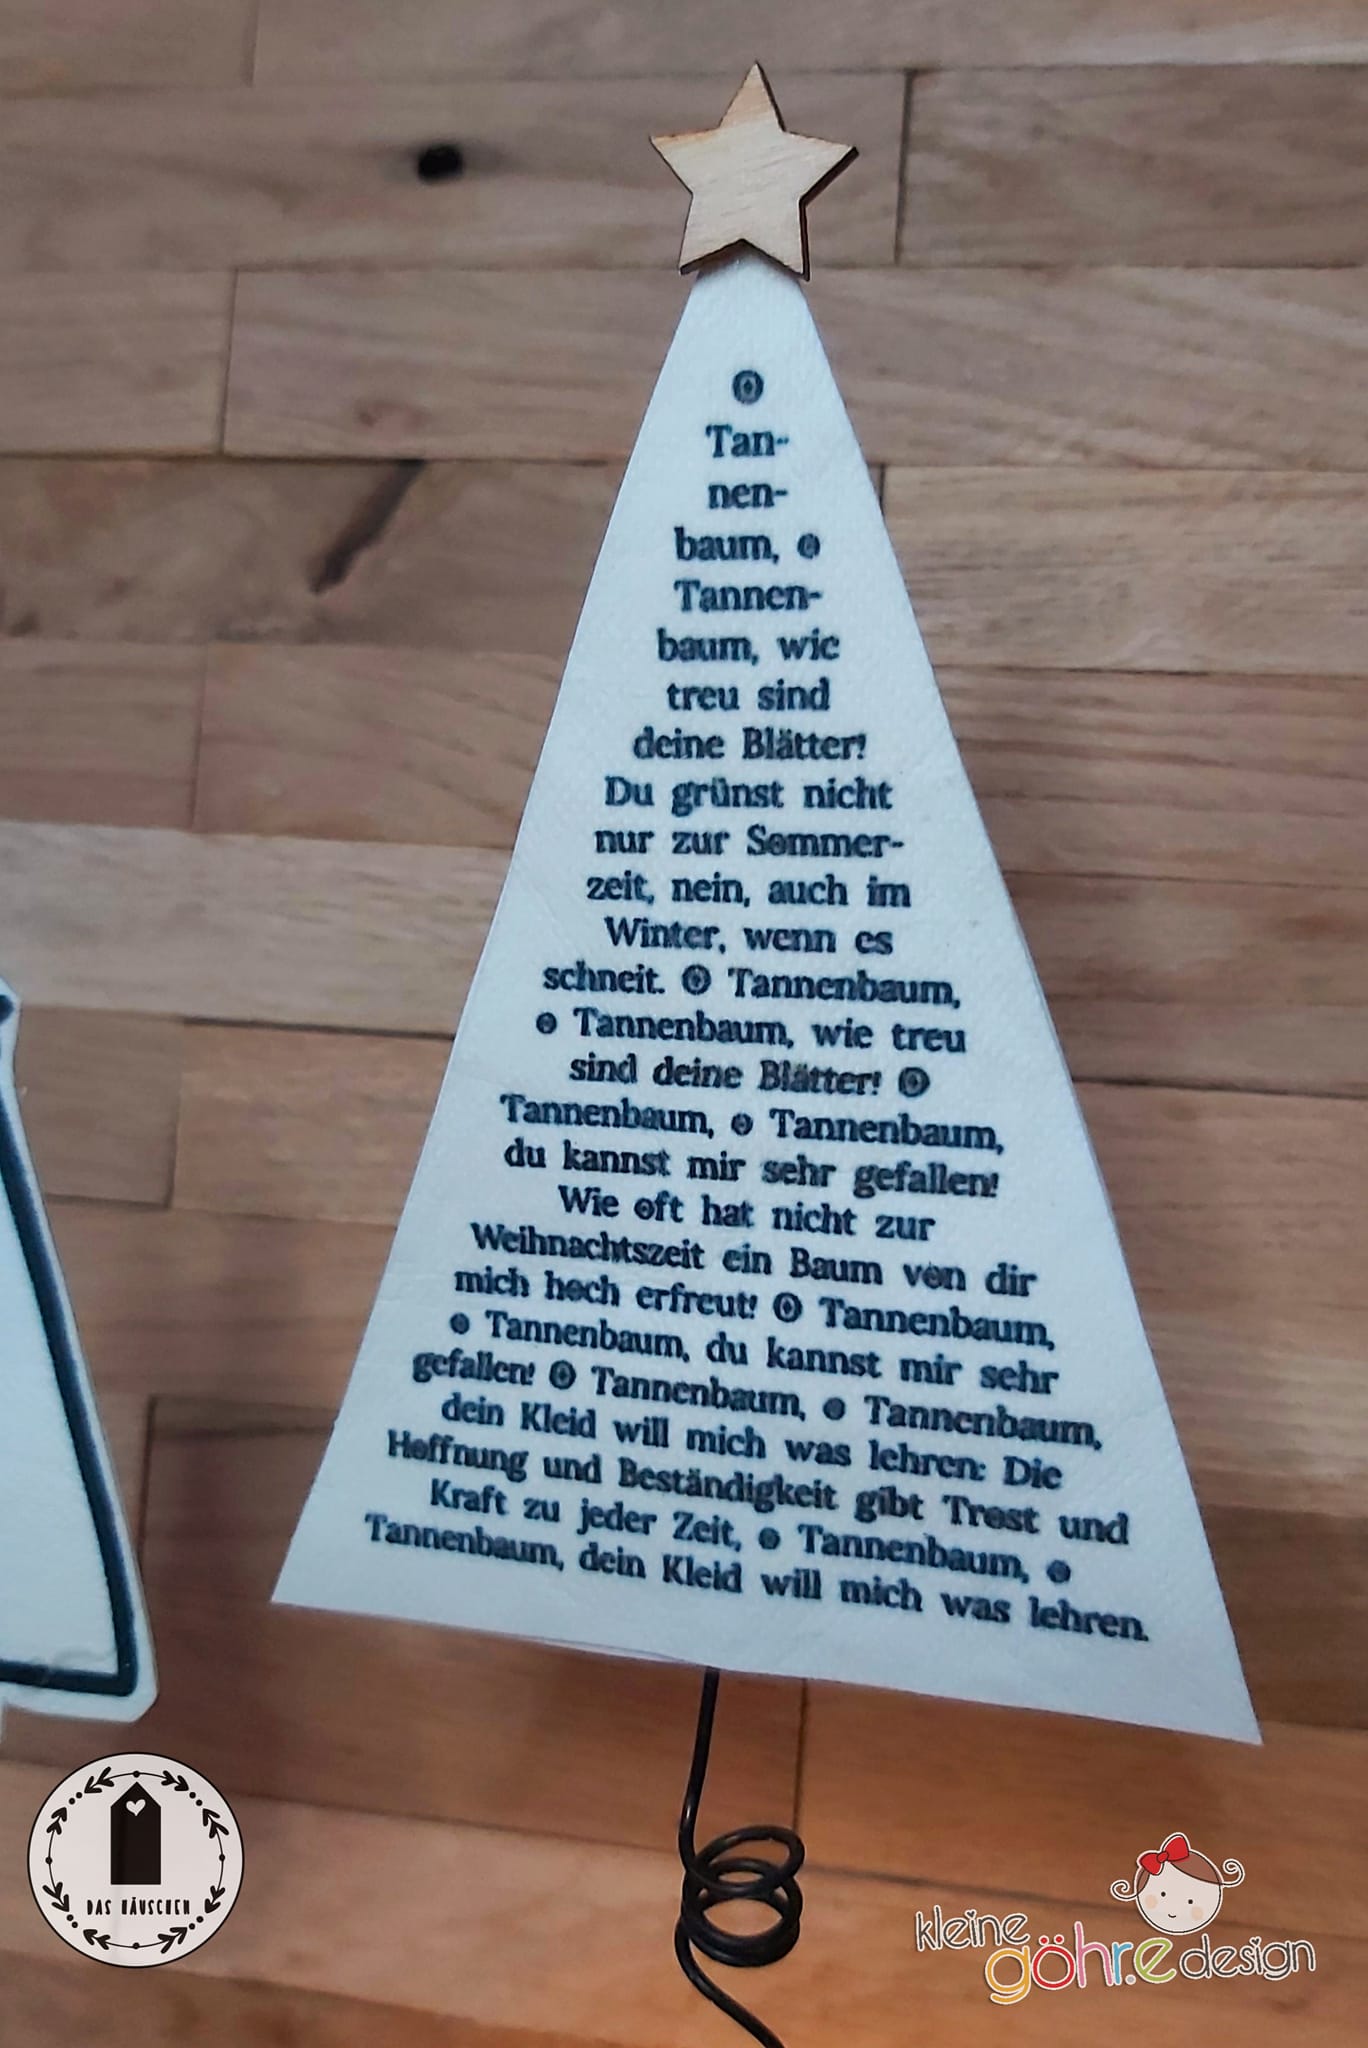 O
Tan-
nen-
baum, o
Tannen-
baum, wie
treu sind
deine Blätter!
Du grünst nicht
nur zur Sommer-
zeit, nein, auch im
Winter, wenn es
schneit. O Tannenbaum,
o Tannenbaum, wie treu
sind deine Blätter! O
Tannenbaum, o Tannenbaum,
du kannst mir sehr gefallen!
Wie oft hat nicht zur
Weihnachtszeit ein Baum von dir
mich hoch erfreut! O Tannenbaum,
o Tannenbaum, du kannst mir sehr
gefallen! O Tannenbaum, o Tannenbaum,
dein Kleid will mich was lehren: Die
Hoffnung und Beständigkeit gibt Trost und
Kraft zu jeder Zeit, o Tannenbaum, o
Tannenbaum, dein Kleid will mich was lehren.
DAS HÄUSCHEN
kleine
göhr.e design